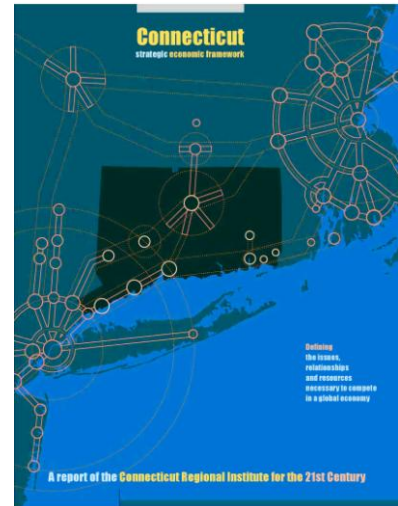 Connecticut
strategic economic framework
Defining
the issues,
relationships
and resources
necessary to compete
in a global economy
A report of the Connecticut Regional Institute for the 21st Century